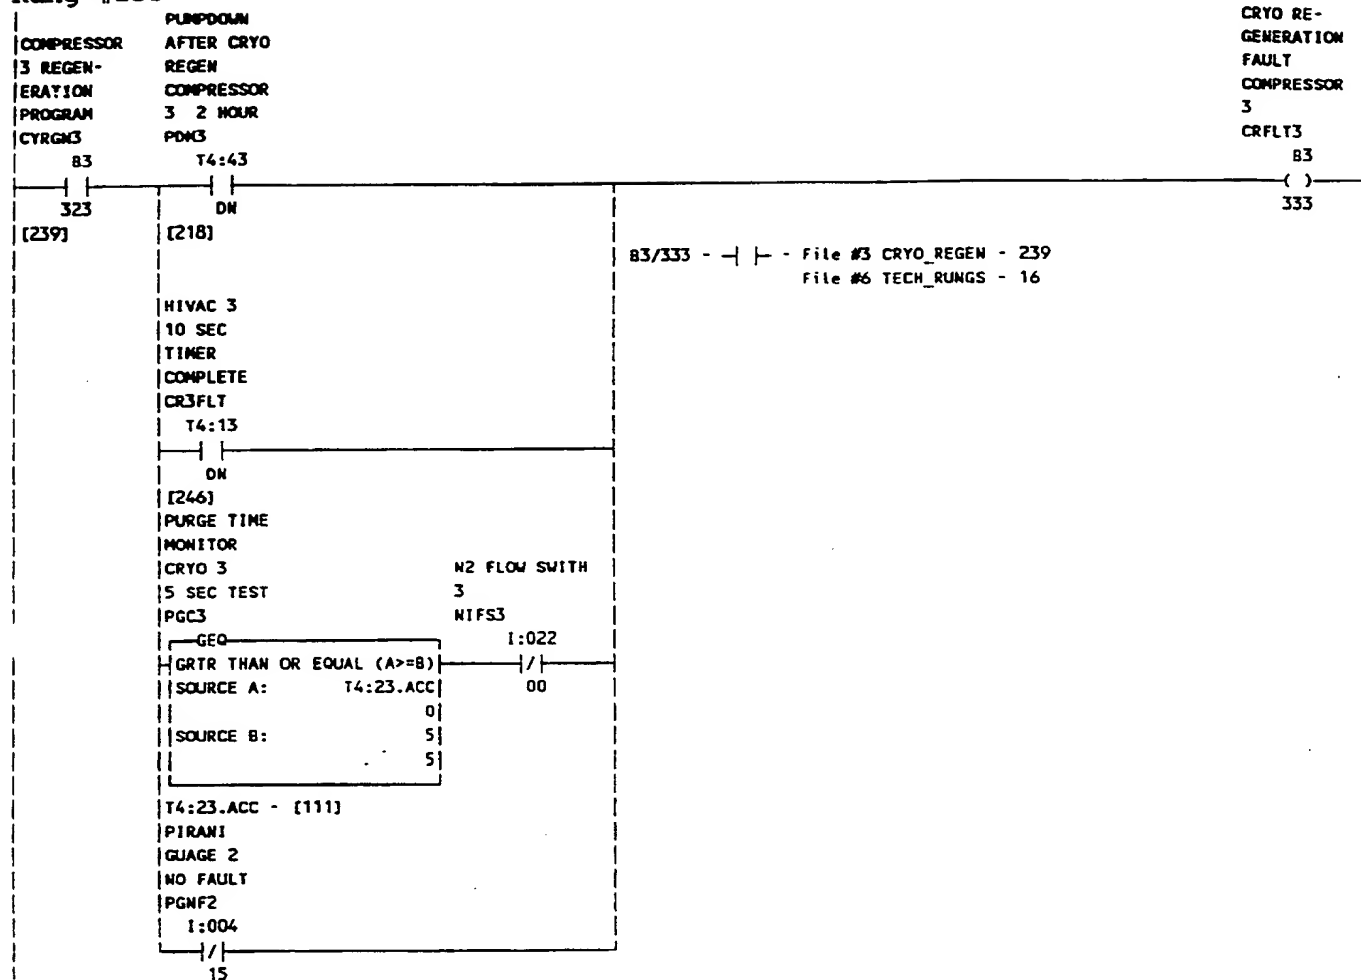 PUMPDOWN
COMPRESSOR AFTER CRYO
3 REGEN- REGEN
ERATION COMPRESSOR
PROGRAM 3 2 HOUR
CYRGN3 PDN3
B3 T4:43
323 DN
[239] [218]
CRYO RE-
GENERATION
FAULT
COMPRESSOR
3
CRFLT3
B3
( )
333
B3/333 - -| |- - File #3 CRYO_REGEN - 239
File #6 TECH_RUNGS - 16
HIVAC 3
10 SEC
TIMER
COMPLETE
CR3FLT
T4:13
DN
[246]
PURGE TIME
MONITOR
CRYO 3
5 SEC TEST
PGC3
N2 FLOW SWITH
3
NIFS3
I:022
/
00
GEQ
GRTR THAN OR EQUAL (A>=B)
SOURCE A: T4:23.ACC
0
SOURCE B: 5
5
T4:23.ACC - [111]
PIRANI
GUAGE 2
NO FAULT
PGNF2
I:004
/
15